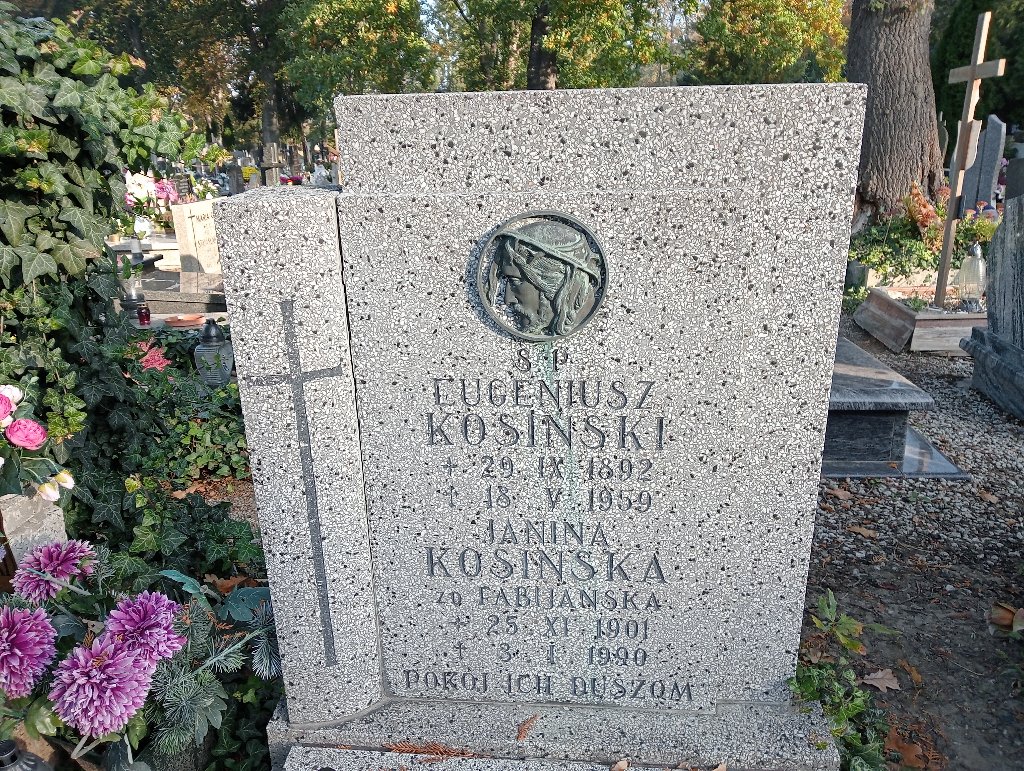 Ś P
EUGENIUSZ
KOSIŃSKI
* 29 IX 1892
† 18 V 1959
JANINA
KOSIŃSKA
ZD FABIJAŃSKA
* 25 XI 1901
† 3 I 1990
POKÓJ ICH DUSZOM
MARIA